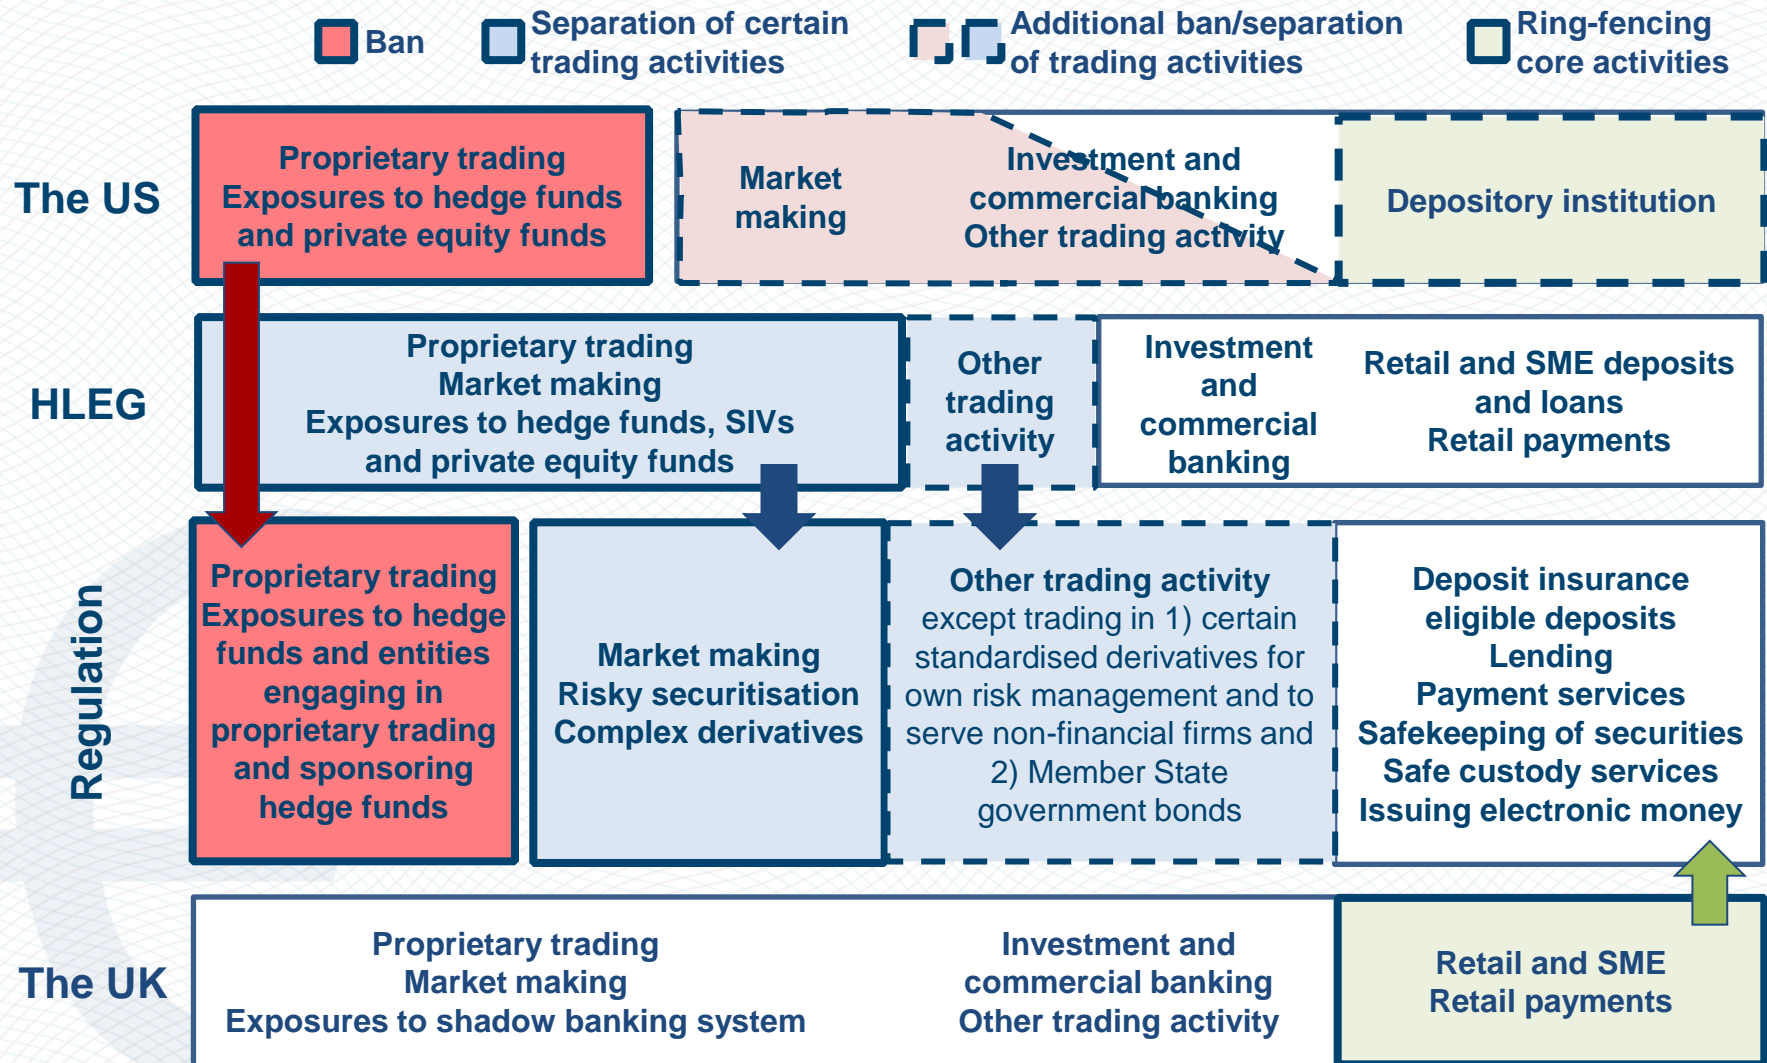 Ban
Separation of certain
trading activities
Additional ban/separation
of trading activities
Ring-fencing
core activities
The US
Proprietary trading
Exposures to hedge funds
and private equity funds
Market
making
Investment and
commercial banking
Other trading activity
Depository institution
HLEG
Proprietary trading
Market making
Exposures to hedge funds, SIVs
and private equity funds
Other
trading
activity
Investment
and
commercial
banking
Retail and SME deposits
and loans
Retail payments
Regulation
Proprietary trading
Exposures to hedge
funds and entities
engaging in
proprietary trading
and sponsoring
hedge funds
Market making
Risky securitisation
Complex derivatives
Other trading activity
except trading in 1) certain
standardised derivatives for
own risk management and to
serve non-financial firms and
2) Member State
government bonds
Deposit insurance
eligible deposits
Lending
Payment services
Safekeeping of securities
Safe custody services
Issuing electronic money
The UK
Proprietary trading
Market making
Exposures to shadow banking system
Investment and
commercial banking
Other trading activity
Retail and SME
Retail payments